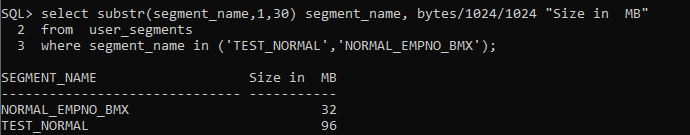 SQL> select substr(segment_name,1,30) segment_name, bytes/1024/1024 "Size in  MB"
  2  from  user_segments
  3  where segment_name in ('TEST_NORMAL','NORMAL_EMPNO_BMX');

SEGMENT_NAME                   Size in  MB
------------------------------ -----------
NORMAL_EMPNO_BMX                        32
TEST_NORMAL                             96